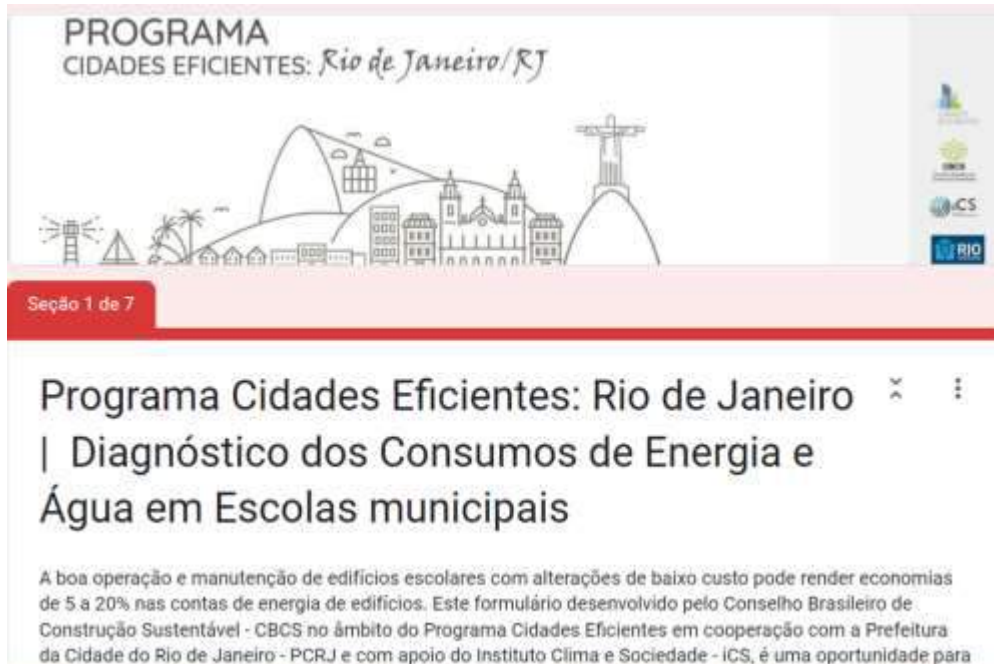 PROGRAMA
CIDADES EFICIENTES: Rio de Janeiro/RJ
CBCS
iCS
RIO
Seção 1 de 7
Programa Cidades Eficientes: Rio de Janeiro
| Diagnóstico dos Consumos de Energia e
Água em Escolas municipais
A boa operação e manutenção de edifícios escolares com alterações de baixo custo pode render economias
de 5 a 20% nas contas de energia de edifícios. Este formulário desenvolvido pelo Conselho Brasileiro de
Construção Sustentável - CBCS no âmbito do Programa Cidades Eficientes em cooperação com a Prefeitura
da Cidade do Rio de Janeiro - PCRJ e com apoio do Instituto Clima e Sociedade - iCS, é uma oportunidade para